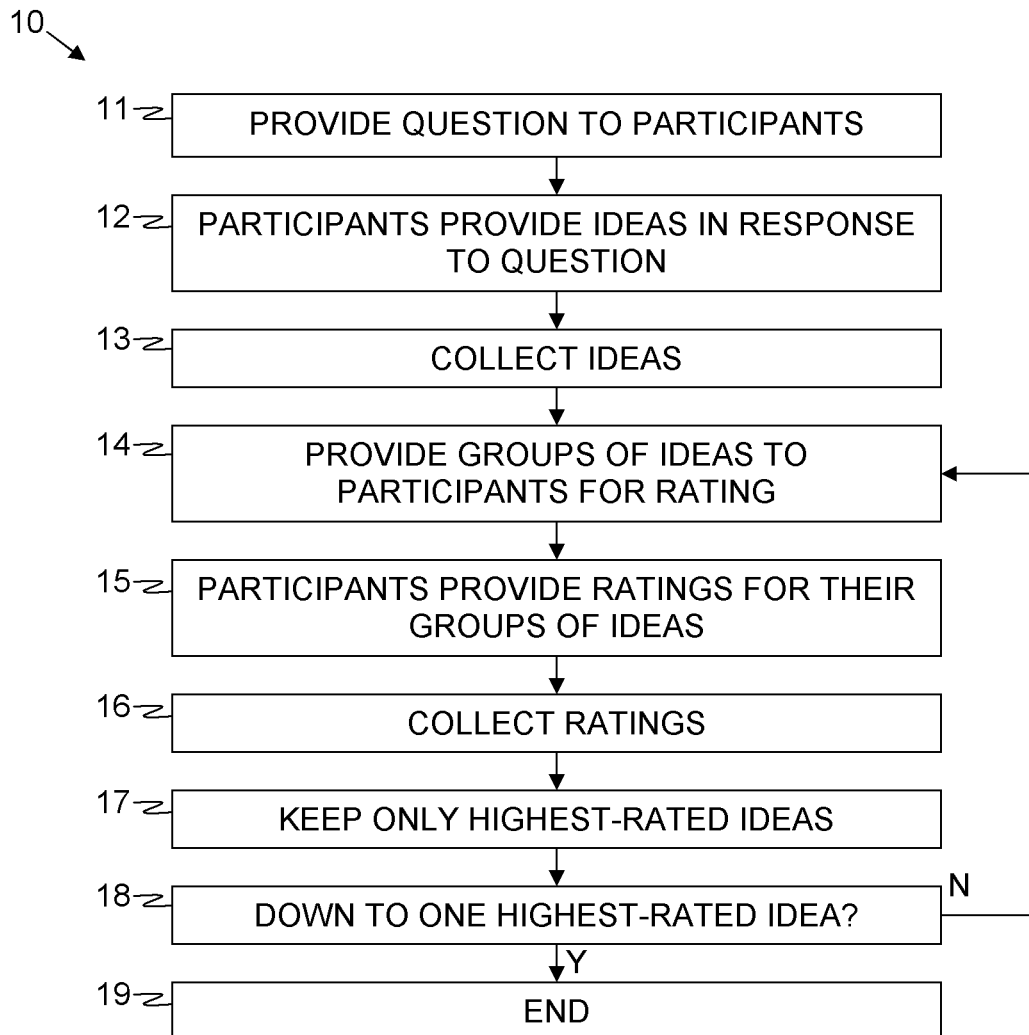 10
11
PROVIDE QUESTION TO PARTICIPANTS
12
PARTICIPANTS PROVIDE IDEAS IN RESPONSE
TO QUESTION
13
COLLECT IDEAS
14
PROVIDE GROUPS OF IDEAS TO
PARTICIPANTS FOR RATING
15
PARTICIPANTS PROVIDE RATINGS FOR THEIR
GROUPS OF IDEAS
16
COLLECT RATINGS
17
KEEP ONLY HIGHEST-RATED IDEAS
18
DOWN TO ONE HIGHEST-RATED IDEA?
N
Y
19
END